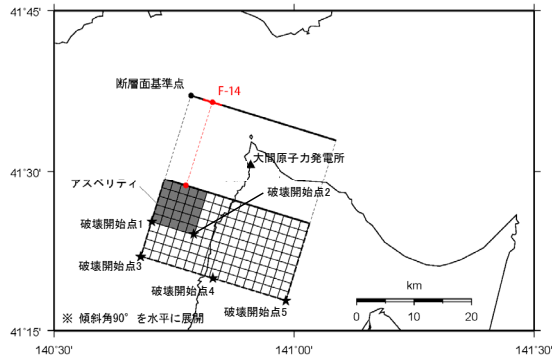 41°45'
断層面基準点
F-14
41°30'
大間原子力発電所
アスペリティ
破壊開始点2
破壊開始点1
破壊開始点3
破壊開始点4
破壊開始点5
km
0 10 20
※ 傾斜角90°を水平に展開
41°15'
140°30' 141°00' 141°30'